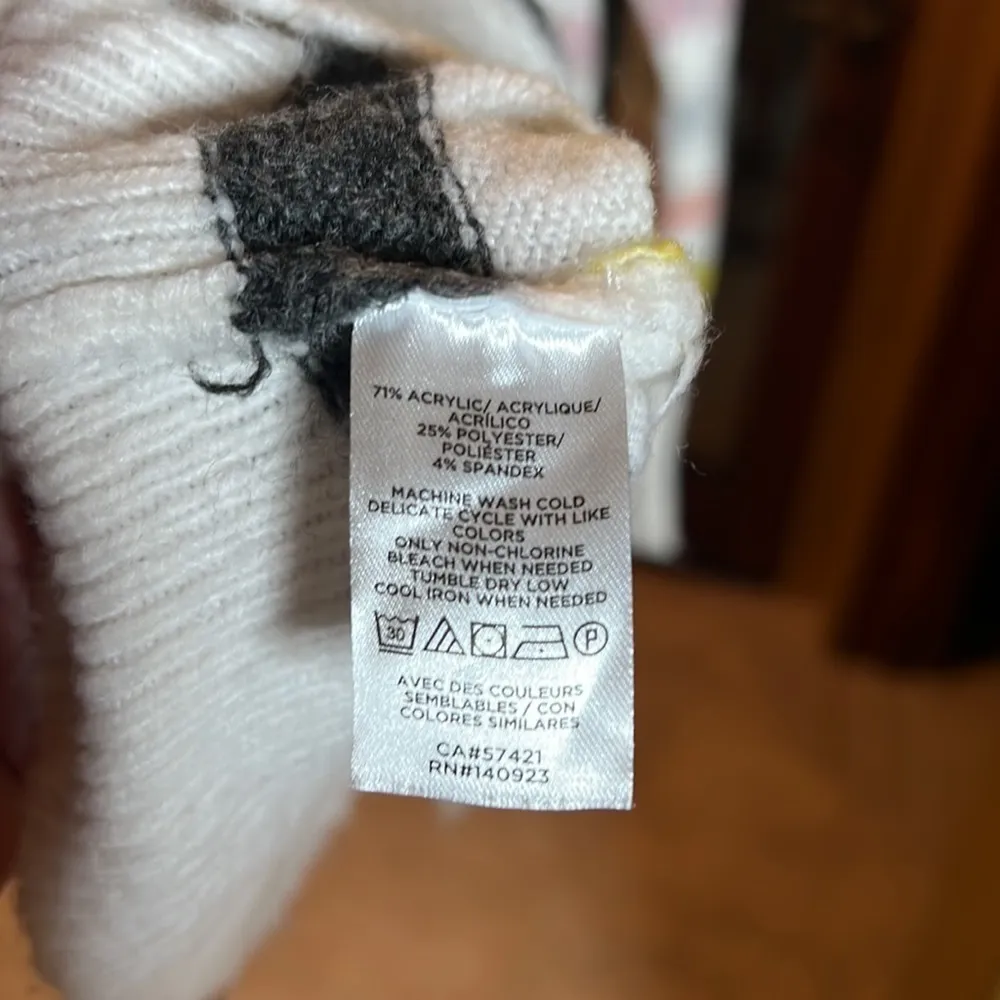 71% ACRYLIC/ ACRYLIQUE/
ACRÍLICO
25% POLYESTER/
POLIÉSTER
4% SPANDEX
MACHINE WASH COLD
DELICATE CYCLE WITH LIKE
COLORS
ONLY NON-CHLORINE
BLEACH WHEN NEEDED
TUMBLE DRY LOW
COOL IRON WHEN NEEDED
30 P
AVEC DES COULEURS
SEMBLABLES / CON
COLORES SIMILARES
CA#57421
RN#140923